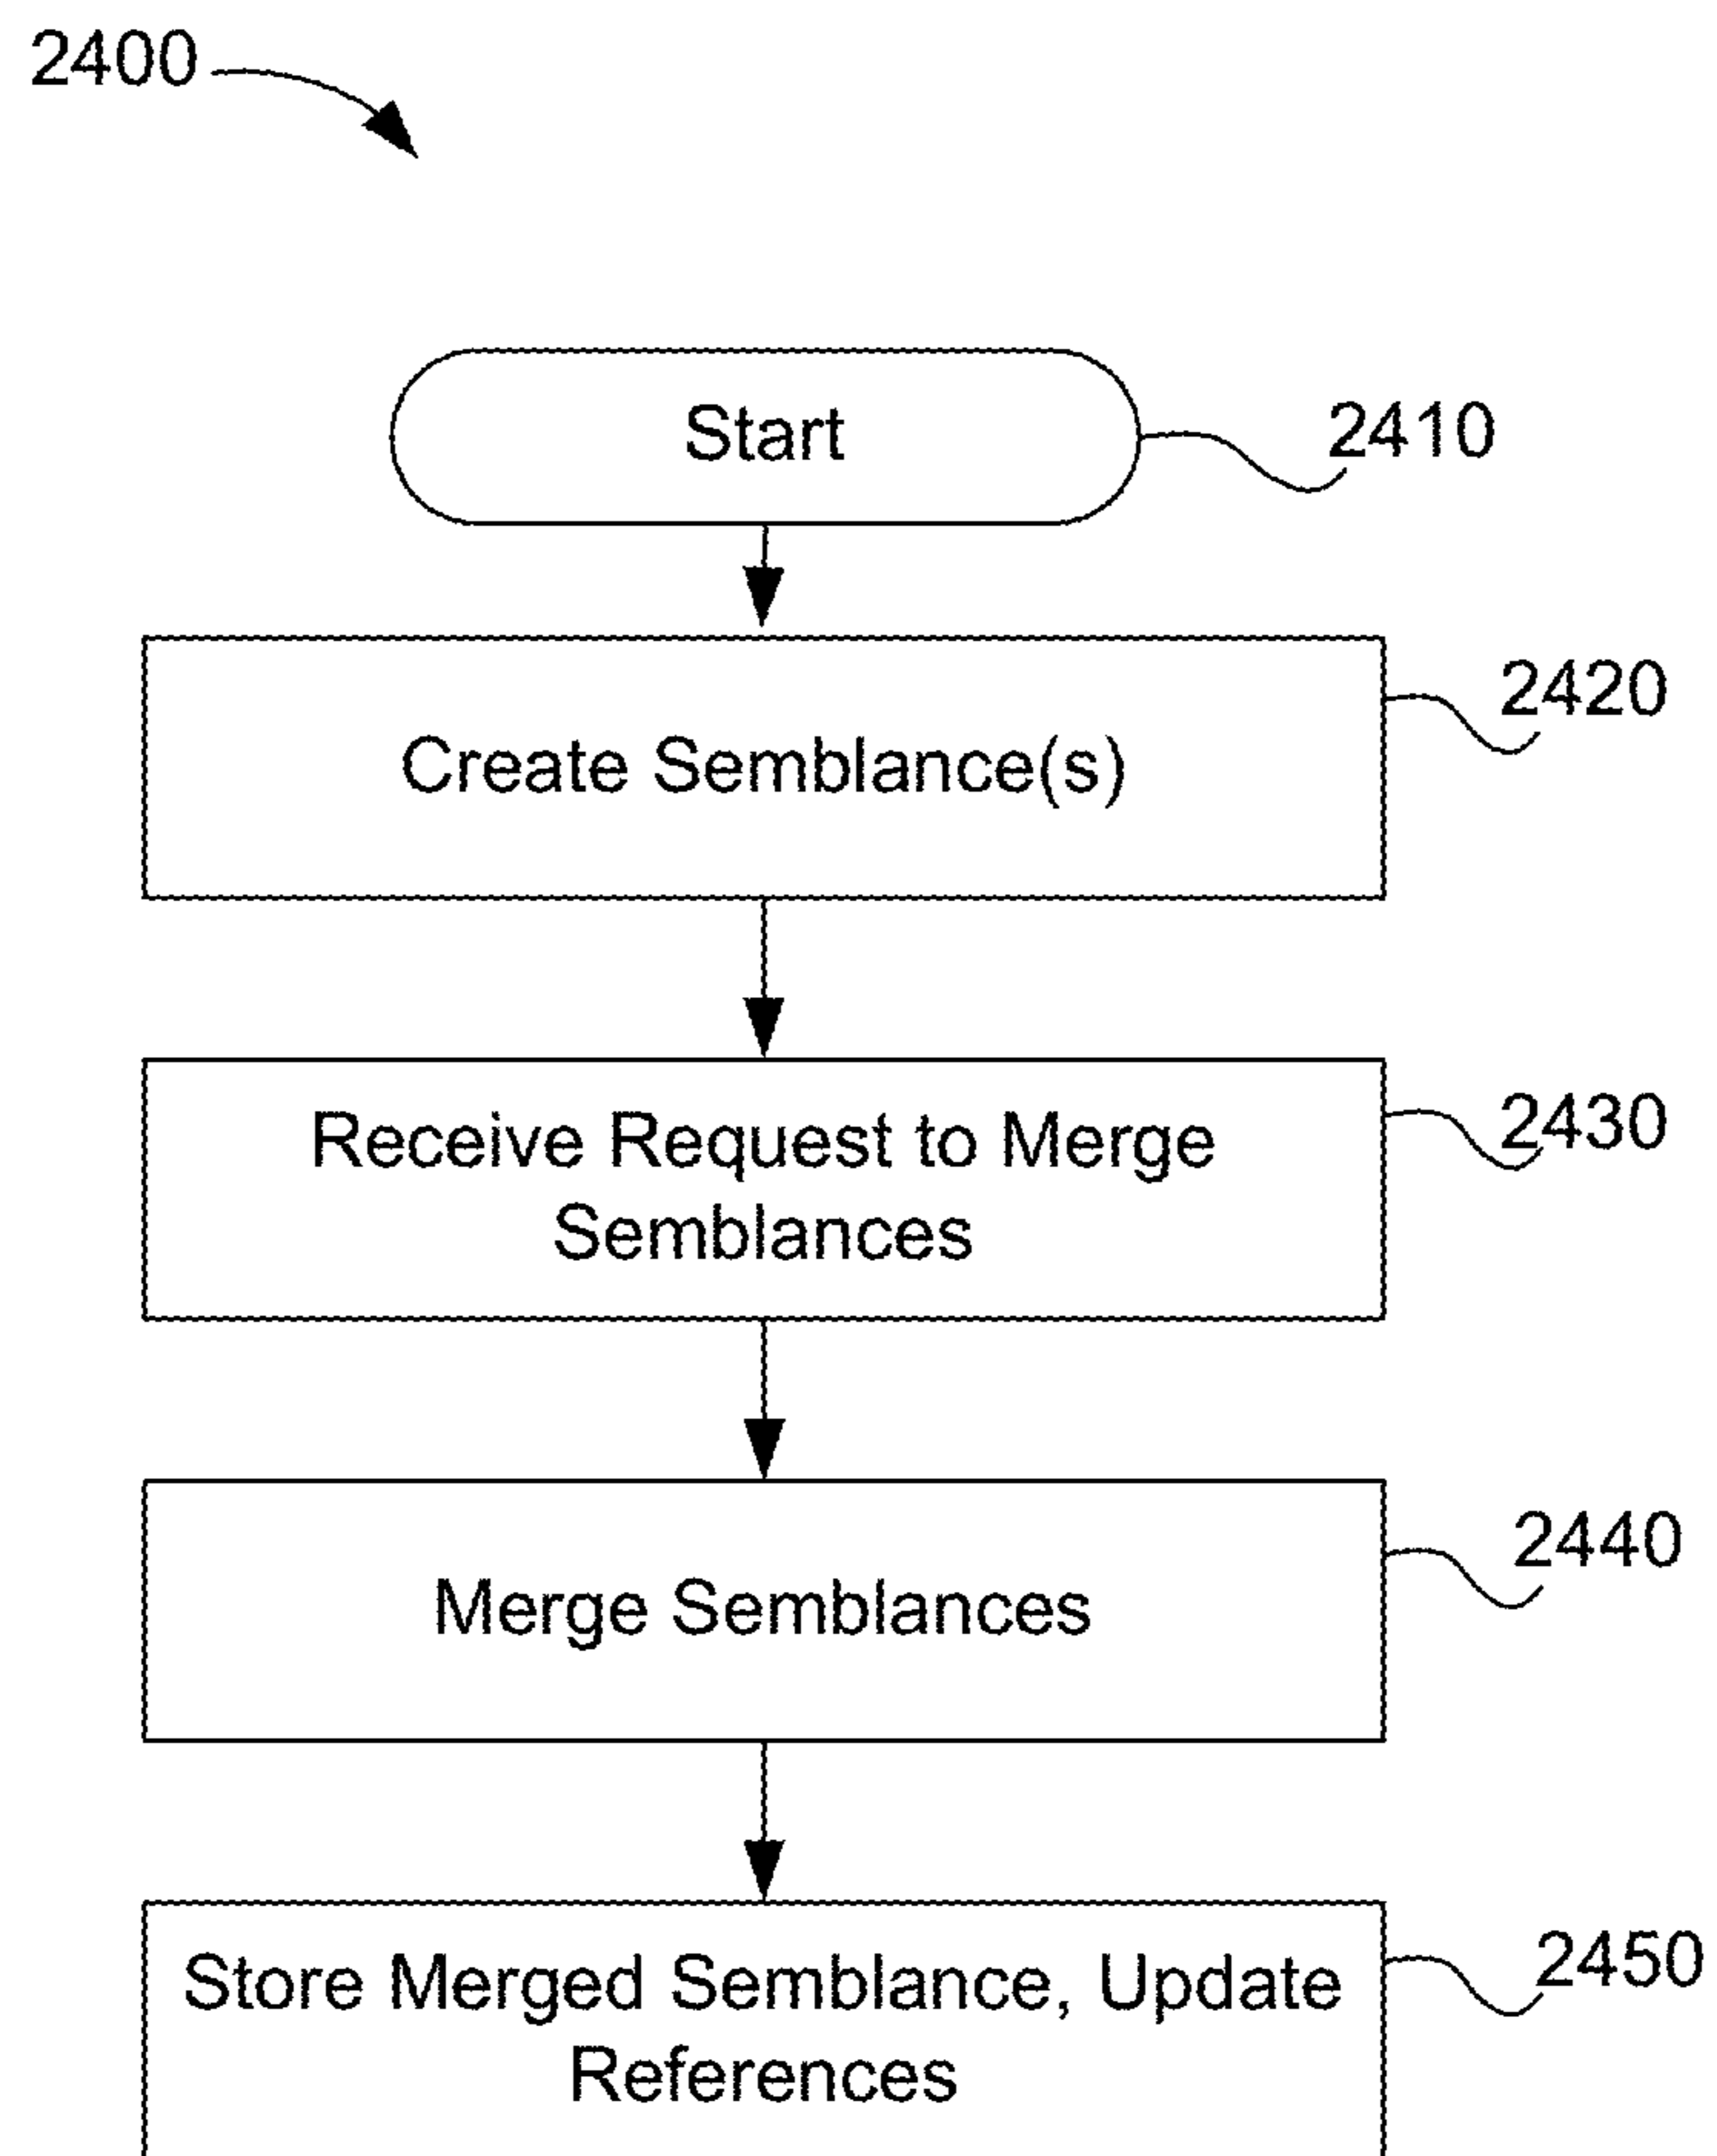 2400
Start
2410
Create Semblance(s)
2420
Receive Request to Merge
Semblances
2430
Merge Semblances
2440
Store Merged Semblance, Update
References
2450